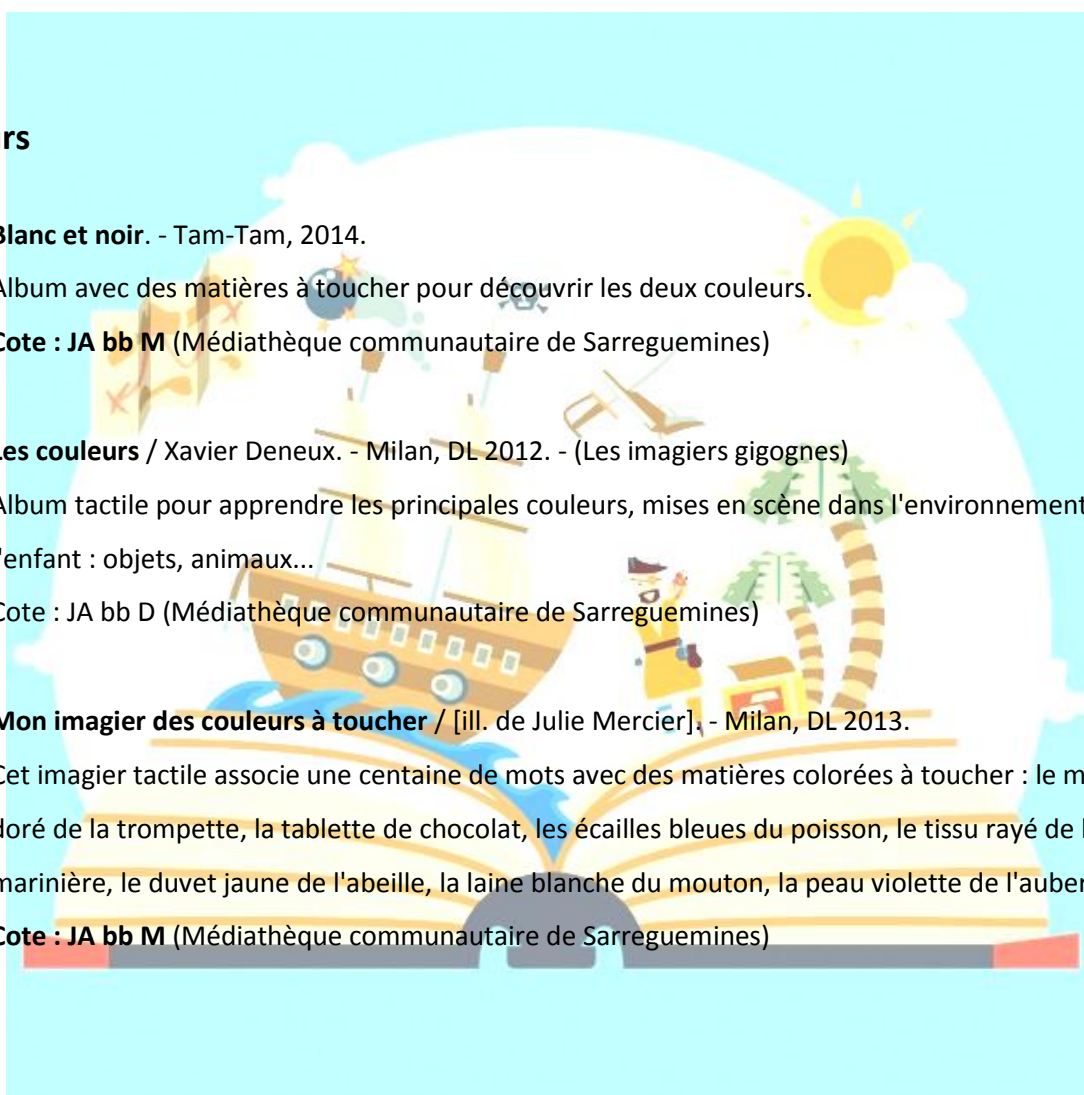 rs
Blanc et noir. - Tam-Tam, 2014.
Album avec des matières à toucher pour découvrir les deux couleurs.
Cote : JA bb M (Médiathèque communautaire de Sarreguemines)
Les couleurs / Xavier Deneux. - Milan, DL 2012. - (Les imagiers gigognes)
Album tactile pour apprendre les principales couleurs, mises en scène dans l'environnement
l'enfant : objets, animaux...
Cote : JA bb D (Médiathèque communautaire de Sarreguemines)
Mon imagier des couleurs à toucher / [ill. de Julie Mercier]. - Milan, DL 2013.
Cet imagier tactile associe une centaine de mots avec des matières colorées à toucher : le m
doré de la trompette, la tablette de chocolat, les écailles bleues du poisson, le tissu rayé de l
marinière, le duvet jaune de l'abeille, la laine blanche du mouton, la peau violette de l'auber
Cote : JA bb M (Médiathèque communautaire de Sarreguemines)